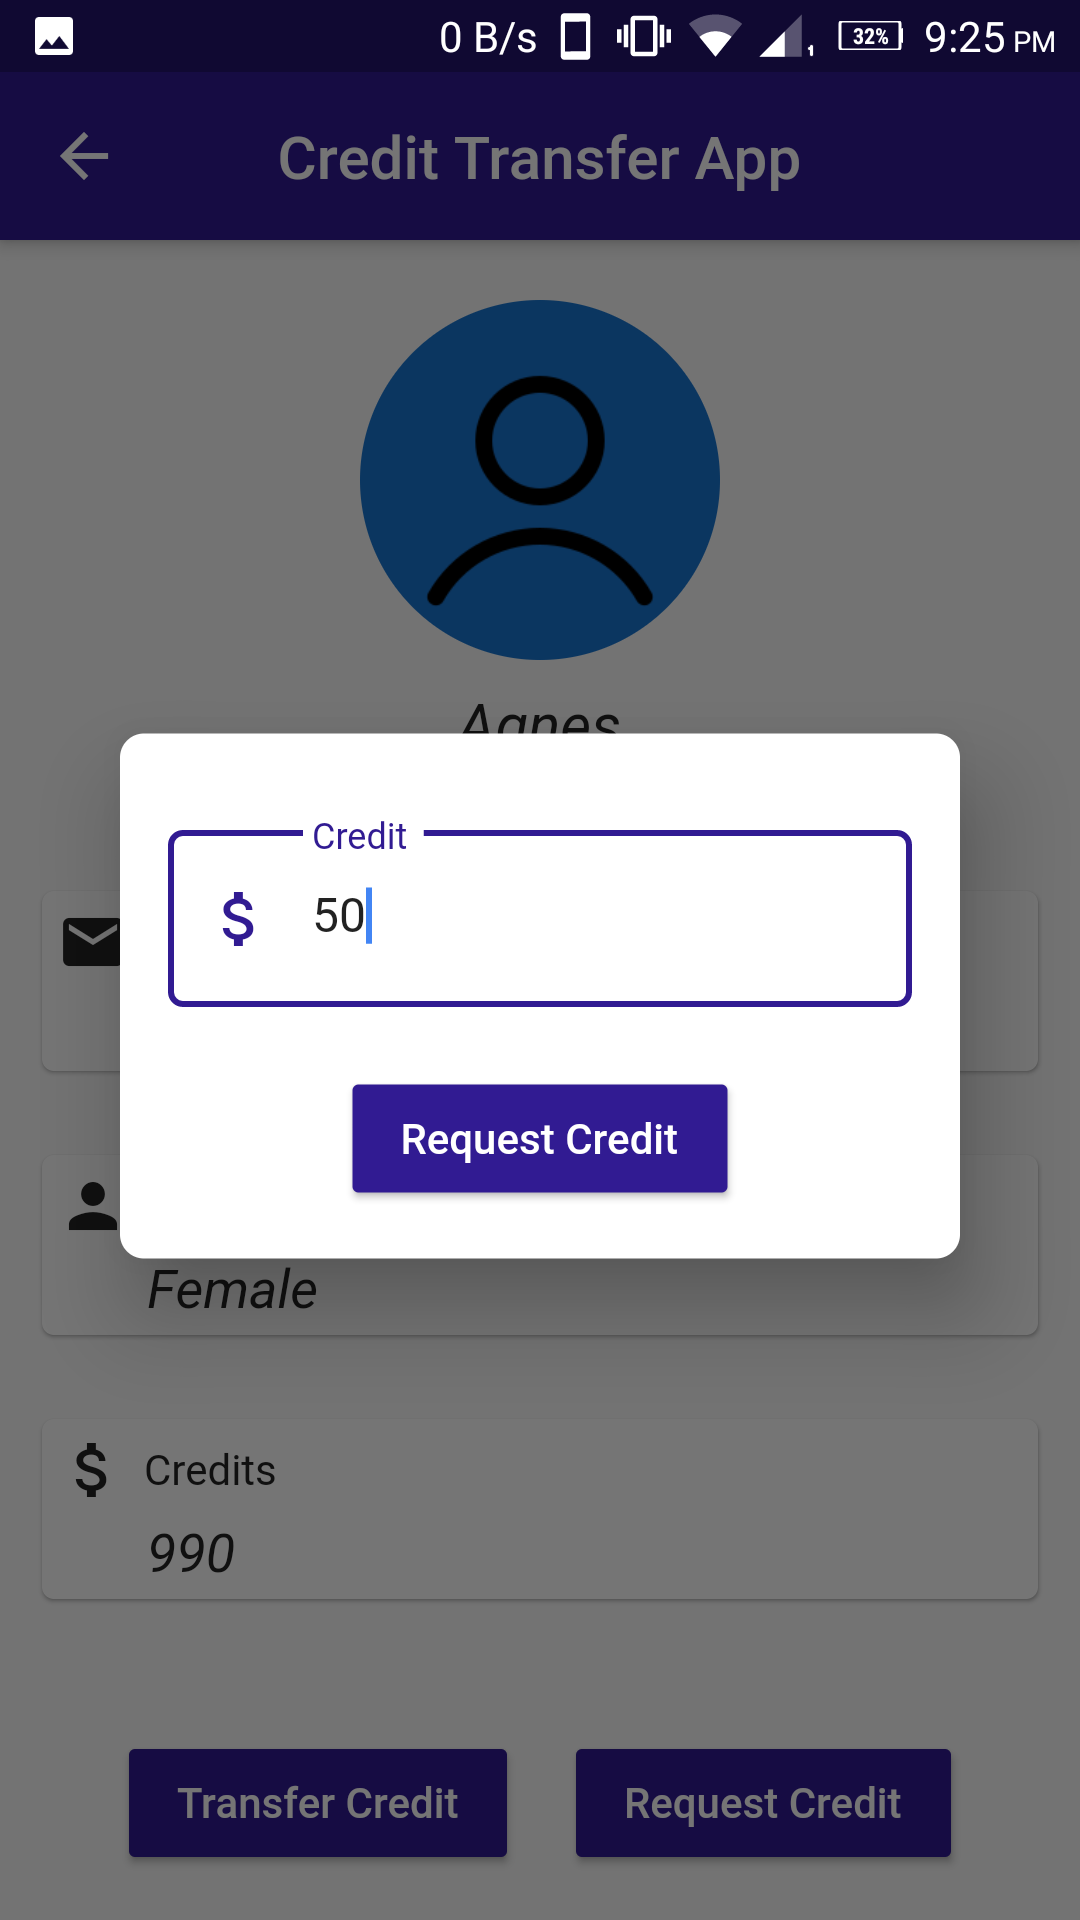 0 B/s 32% 9:25 PM
Credit Transfer App
Agnes
Credit
$ 50
Request Credit
Female
$ Credits
990
Transfer Credit Request Credit